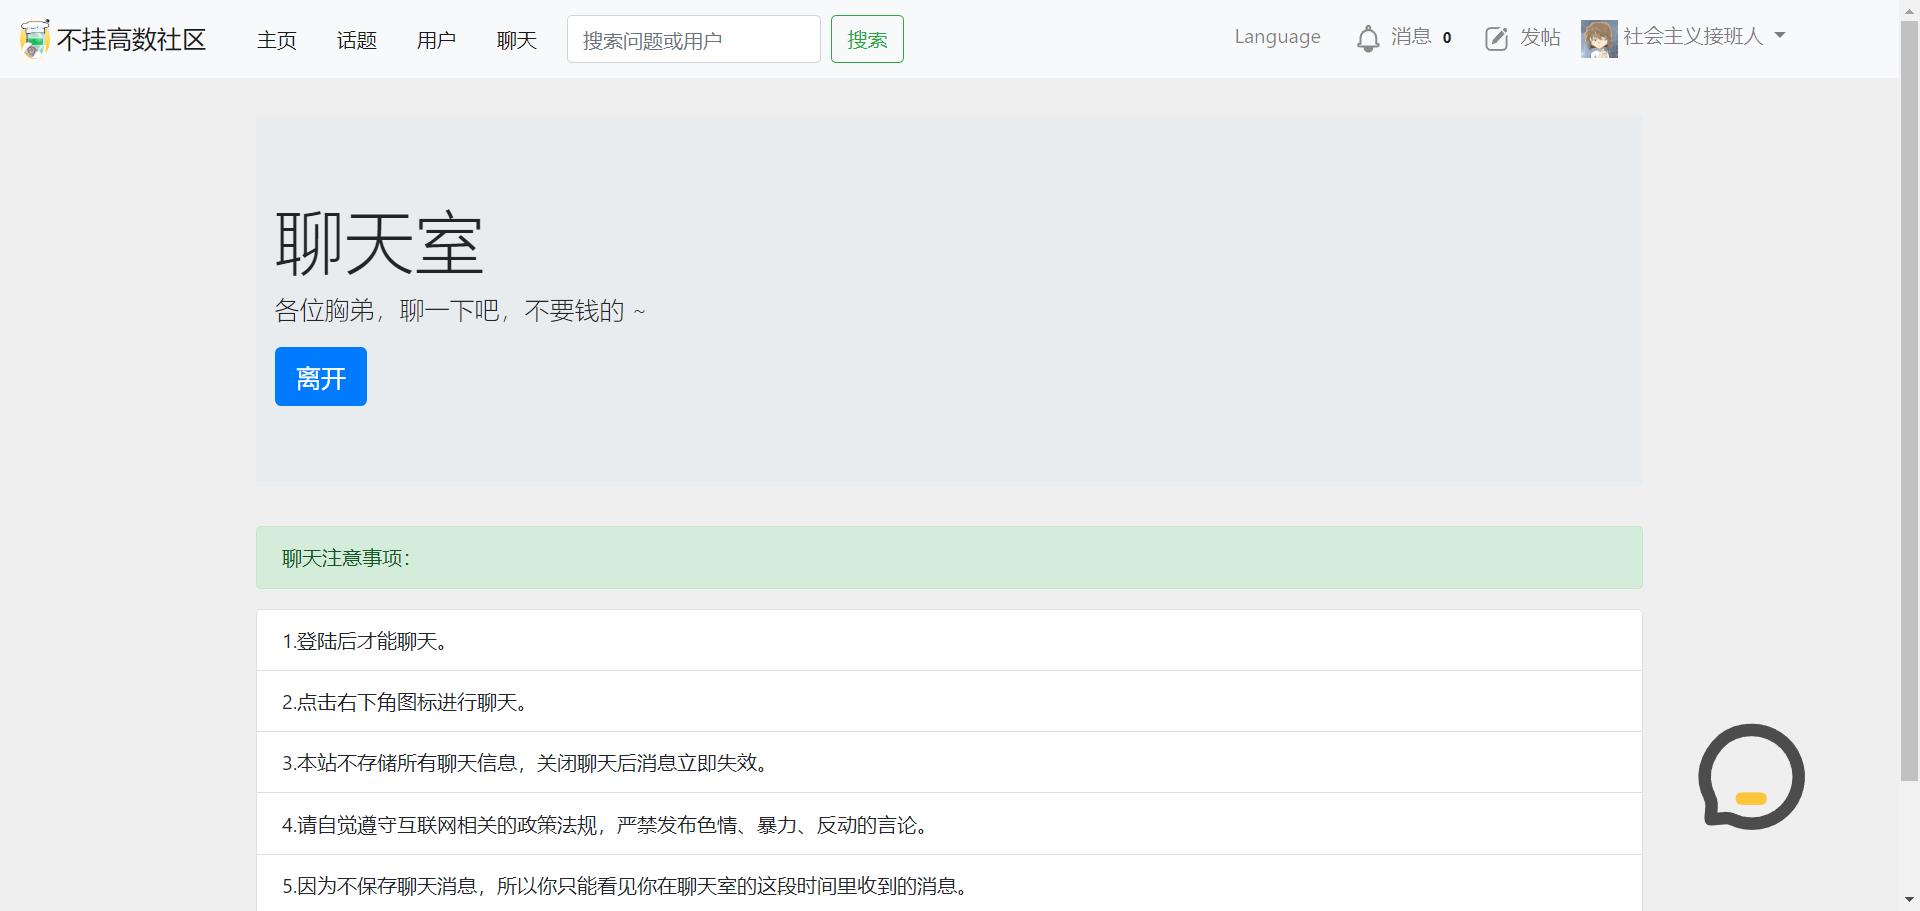 不挂高数社区 主页 话题 用户 聊天 搜索问题或用户 搜索 Language 消息 0 发帖 社会主义接班人
聊天室
各位胸弟，聊一下吧，不要钱的 ~
离开
聊天注意事项：
1.登陆后才能聊天。
2.点击右下角图标进行聊天。
3.本站不存储所有聊天信息，关闭聊天后消息立即失效。
4.请自觉遵守互联网相关的政策法规，严禁发布色情、暴力、反动的言论。
5.因为不保存聊天消息，所以你只能看见你在聊天室的这段时间里收到的消息。